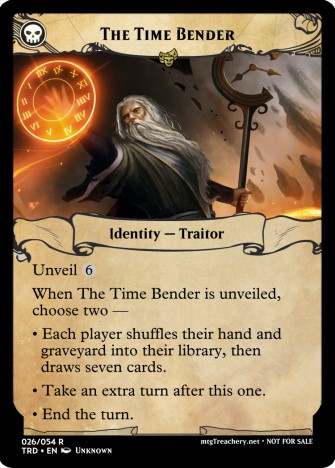 The Time Bender
Identity — Traitor
Unveil 6
When The Time Bender is unveiled,
choose two —
• Each player shuffles their hand and
graveyard into their library, then
draws seven cards.
• Take an extra turn after this one.
• End the turn.
026/054 R
TRD • EN Unknown
mtgTreachery.net • NOT FOR SALE